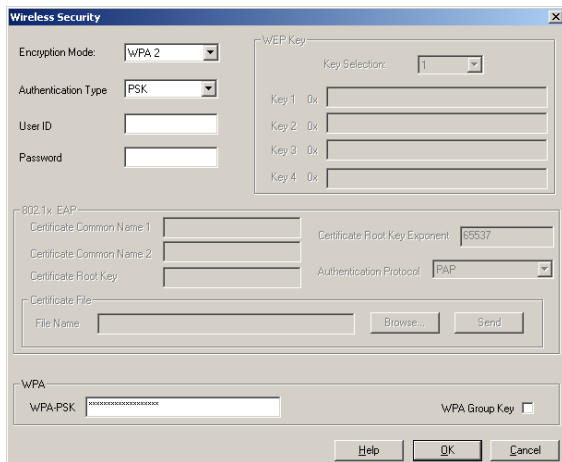 Wireless Security
Encryption Mode: WPA 2
Authentication Type PSK
User ID
Password
WEP Key
Key Selection: 1
Key 1 0x
Key 2 0x
Key 3 0x
Key 4 0x
802.1x EAP
Certificate Common Name 1
Certificate Common Name 2
Certificate Root Key
Certificate Root Key Exponent 65537
Authentication Protocol PAP
Certificate File
File Name Browse... Send
WPA
WPA-PSK xxxxxxxxxxxxxxxxxx
WPA Group Key
Help OK Cancel